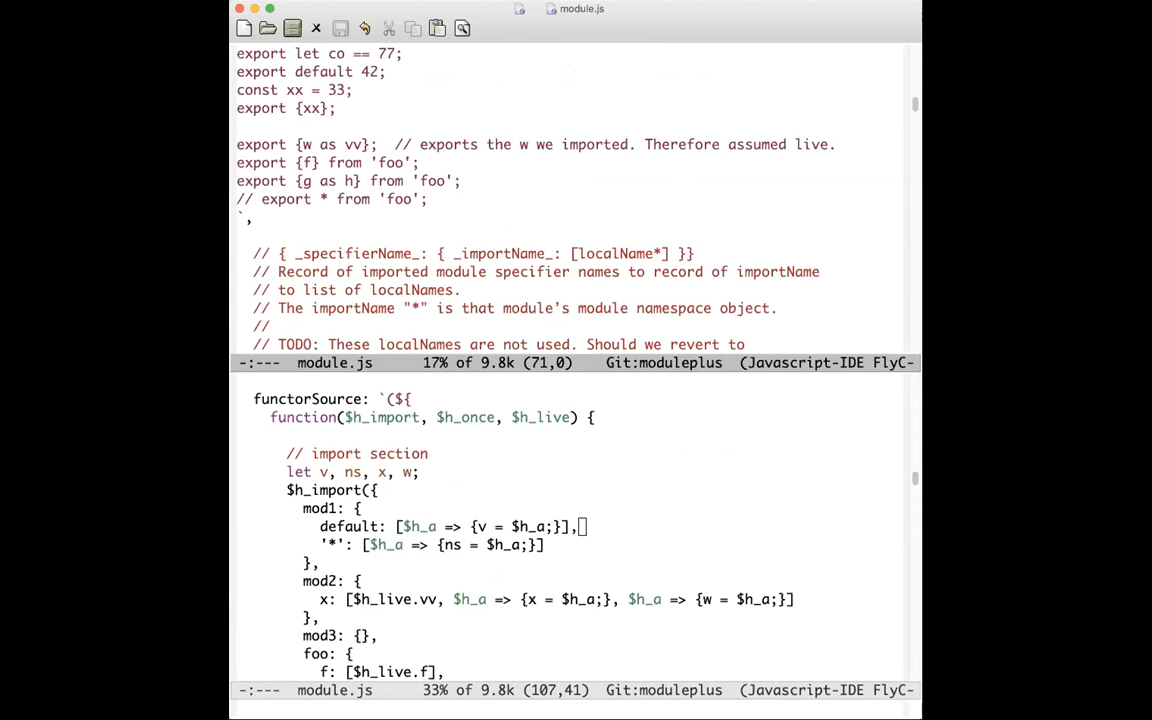 module.js
export let co == 77;
export default 42;
const xx = 33;
export {xx};
export {w as vv};  // exports the w we imported. Therefore assumed live.
export {f} from 'foo';
export {g as h} from 'foo';
// export * from 'foo';
`,
// { _specifierName_: { _importName_: [localName*] }}
// Record of imported module specifier names to record of importName
// to list of localNames.
// The importName "*" is that module's module namespace object.
//
// TODO: These localNames are not used. Should we revert to
-:---  module.js      17% of 9.8k (71,0)    Git:moduleplus  (Javascript-IDE FlyC-
functorSource: `(${
function($h_import, $h_once, $h_live) {
// import section
let v, ns, x, w;
$h_import({
mod1: {
default: [$h_a => {v = $h_a;}],
'*': [$h_a => {ns = $h_a;}]
},
mod2: {
x: [$h_live.vv, $h_a => {x = $h_a;}, $h_a => {w = $h_a;}]
},
mod3: {},
foo: {
f: [$h_live.f],
-:---  module.js      33% of 9.8k (107,41)  Git:moduleplus  (Javascript-IDE FlyC-